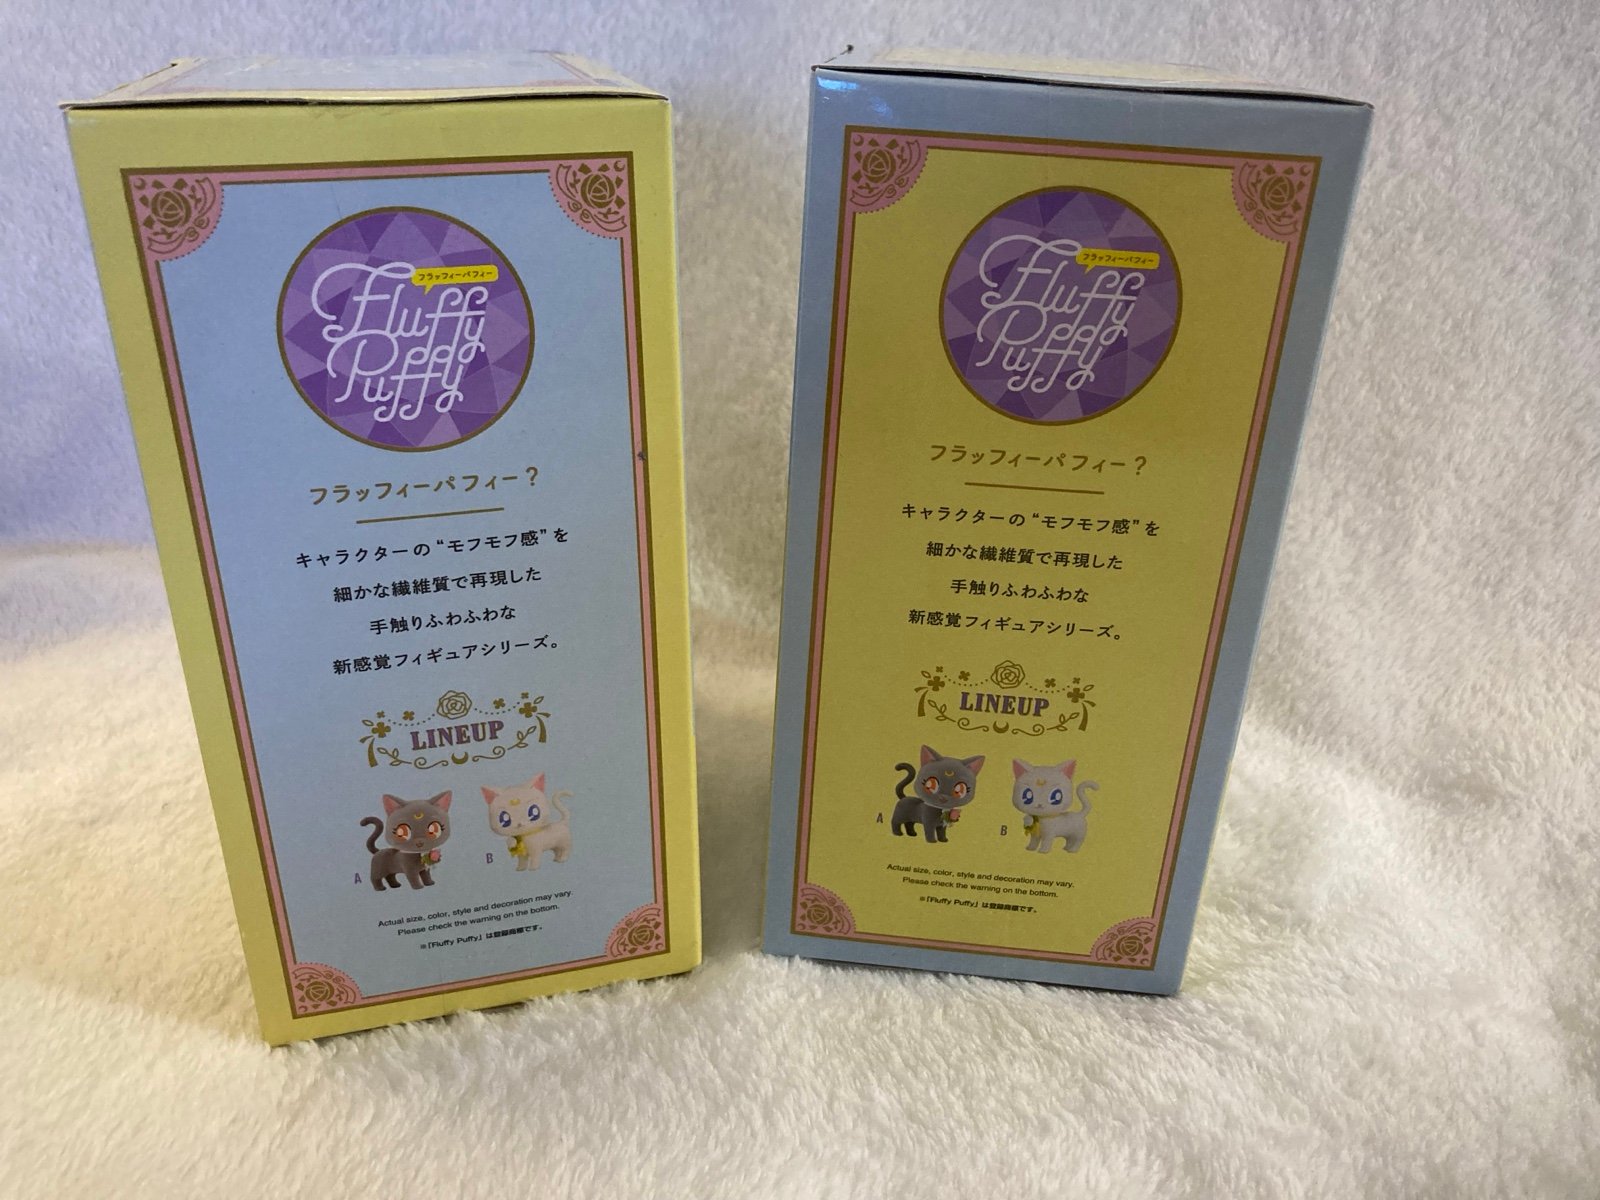 フラッフィーパフィー
Fluffy
Puffy
フラッフィーパフィー？
キャラクターの“モフモフ感”を
細かな繊維質で再現した
手触りふわふわな
新感覚フィギュアシリーズ。
LINEUP
A
B
Actual size, color, style and decoration may vary.
Please check the warning on the bottom.
※「Fluffy Puffy」は登録商標です。
フラッフィーパフィー
Fluffy
Puffy
フラッフィーパフィー？
キャラクターの“モフモフ感”を
細かな繊維質で再現した
手触りふわふわな
新感覚フィギュアシリーズ。
LINEUP
A
B
Actual size, color, style and decoration may vary.
Please check the warning on the bottom.
※「Fluffy Puffy」は登録商標です。